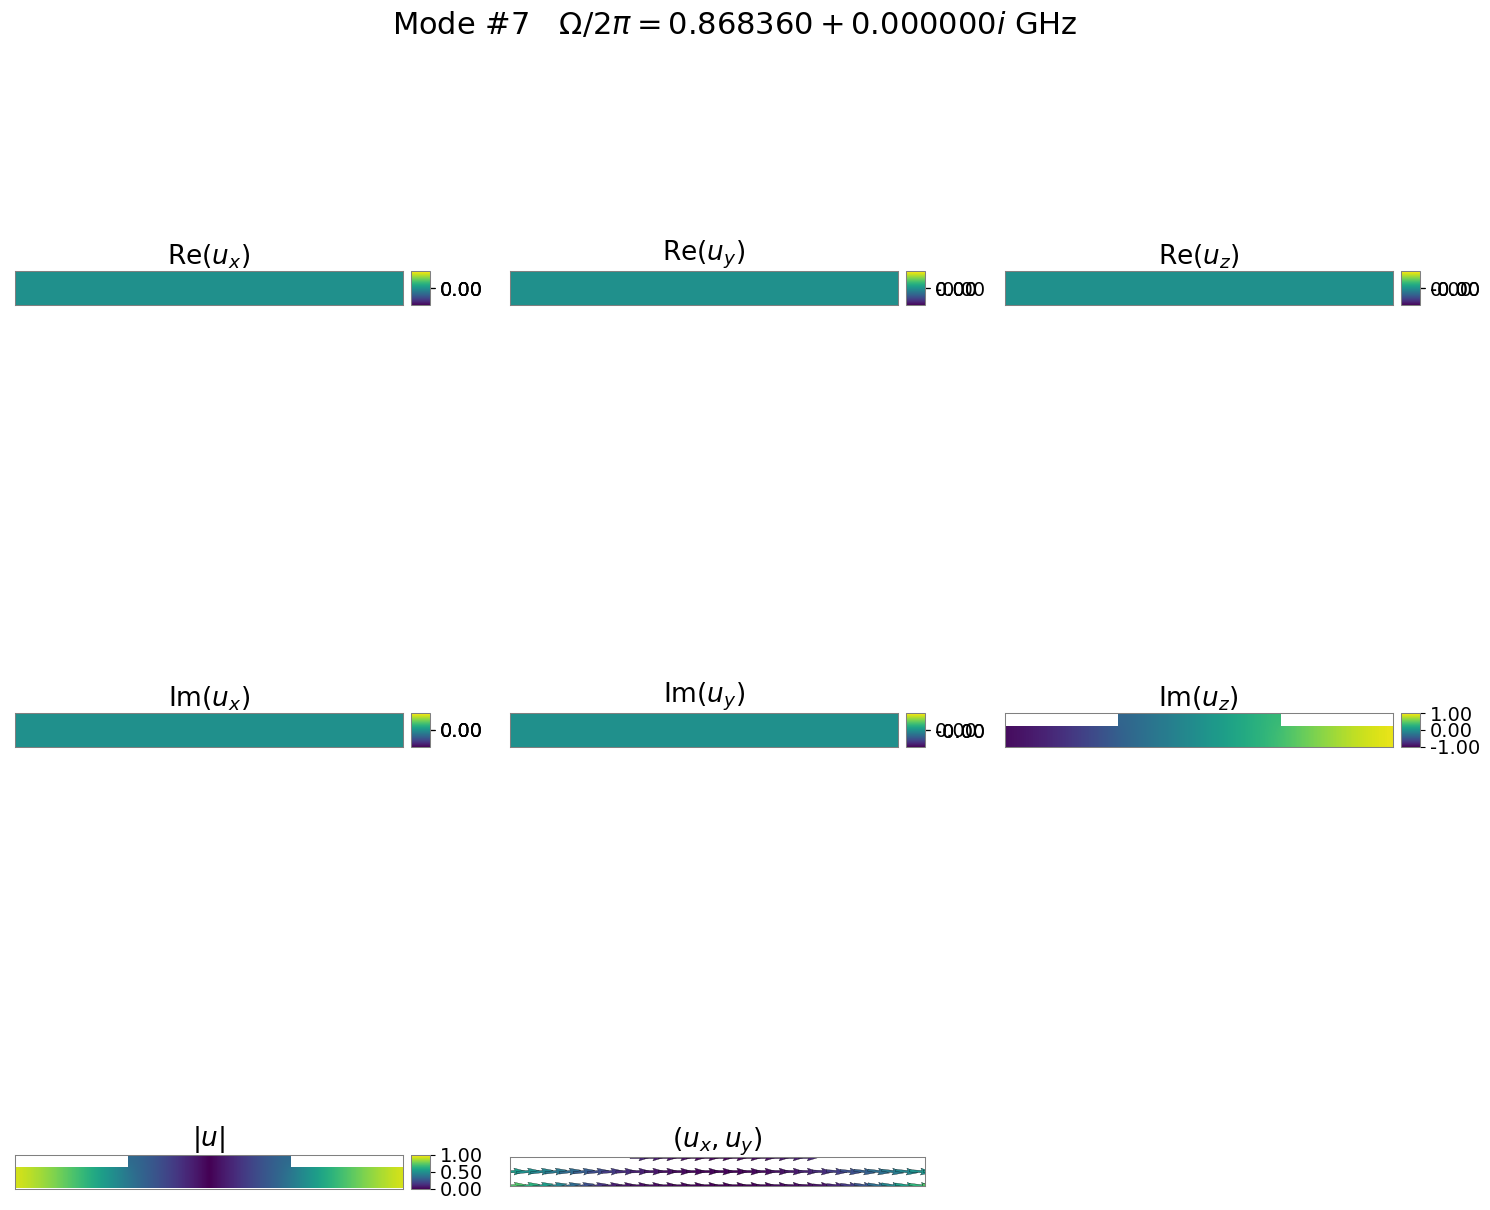 Mode #7 Ω/2π = 0.868360 + 0.000000i GHz
Re(u_x) Re(u_y) Re(u_z)
0.00
Im(u_x) Im(u_y) Im(u_z)
0.00 1.00
0.00
-1.00
|u| (u_x, u_y)
1.00
0.50
0.00